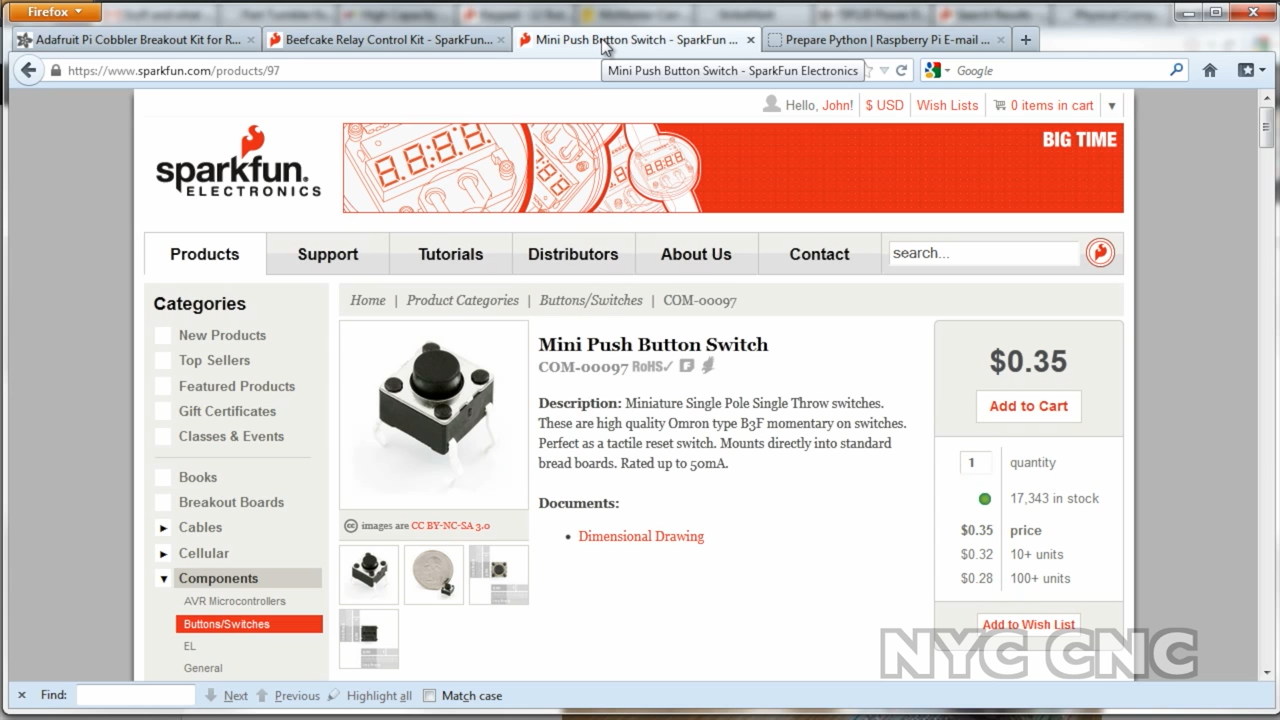 Firefox
Adafruit Pi Cobbler Breakout Kit for R...
Beefcake Relay Control Kit - SparkFun...
Mini Push Button Switch - SparkFun ...
Prepare Python | Raspberry Pi E-mail ...
https://www.sparkfun.com/products/97
Mini Push Button Switch - SparkFun Electronics
Google
Hello, John!
$ USD
Wish Lists
0 items in cart
sparkfun.
ELECTRONICS
BIG TIME
Products
Support
Tutorials
Distributors
About Us
Contact
search...
Categories
New Products
Top Sellers
Featured Products
Gift Certificates
Classes & Events
Books
Breakout Boards
Cables
Cellular
Components
AVR Microcontrollers
Buttons/Switches
EL
General
Home | Product Categories | Buttons/Switches | COM-00097
Mini Push Button Switch
COM-00097 RoHS✓
Description: Miniature Single Pole Single Throw switches.
These are high quality Omron type B3F momentary on switches.
Perfect as a tactile reset switch. Mounts directly into standard
bread boards. Rated up to 50mA.
Documents:
• Dimensional Drawing
cc images are CC BY-NC-SA 3.0
$0.35
Add to Cart
1 quantity
17,343 in stock
$0.35 price
$0.32 10+ units
$0.28 100+ units
Add to Wish List
NYC CNC
Find:
Next
Previous
Highlight all
Match case